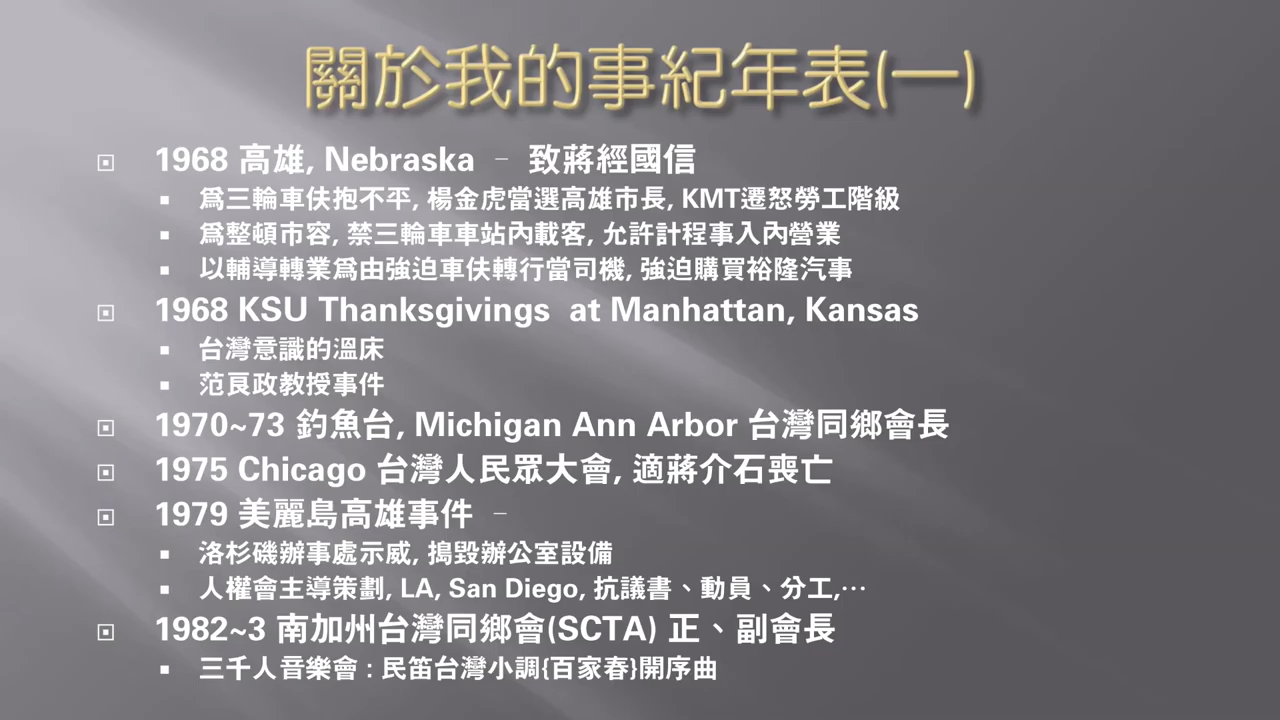 關於我的事紀年表(一)
1968 高雄, Nebraska – 致蔣經國信
為三輪車伕抱不平, 楊金虎當選高雄市長, KMT遷怒勞工階級
為整頓市容, 禁三輪車車站內載客, 允許計程事入內營業
以輔導轉業為由強迫車伕轉行當司機, 強迫購買裕隆汽事
1968 KSU Thanksgivings at Manhattan, Kansas
台灣意識的溫床
范良政教授事件
1970~73 釣魚台, Michigan Ann Arbor 台灣同鄉會長
1975 Chicago 台灣人民眾大會, 適蔣介石喪亡
1979 美麗島高雄事件 –
洛杉磯辦事處示威, 搗毀辦公室設備
人權會主導策劃, LA, San Diego, 抗議書、動員、分工,…
1982~3 南加州台灣同鄉會(SCTA) 正、副會長
三千人音樂會 : 民笛台灣小調{百家春}開序曲